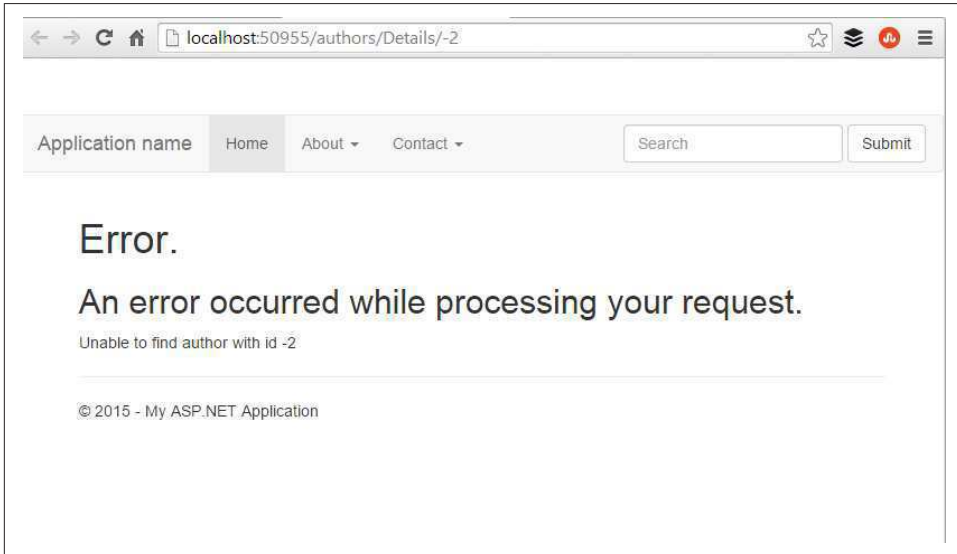 localhost:50955/authors/Details/-2
Application name Home About Contact Search Submit
Error.
An error occurred while processing your request.
Unable to find author with id -2
© 2015 - My ASP.NET Application